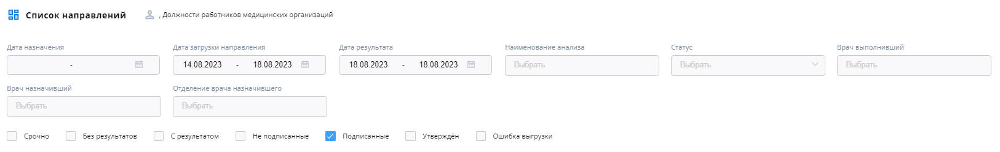 Список направлений , Должности работников медицинских организаций
Дата назначения Дата загрузки направления Дата результата Наименование анализа Статус Врач выполнивший
- 14.08.2023 - 18.08.2023 18.08.2023 - 18.08.2023 Выбрать Выбрать Выбрать
Врач назначивший Отделение врача назначившего
Выбрать Выбрать
Срочно Без результатов С результатом Не подписанные Подписанные Утверждён Ошибка выгрузки